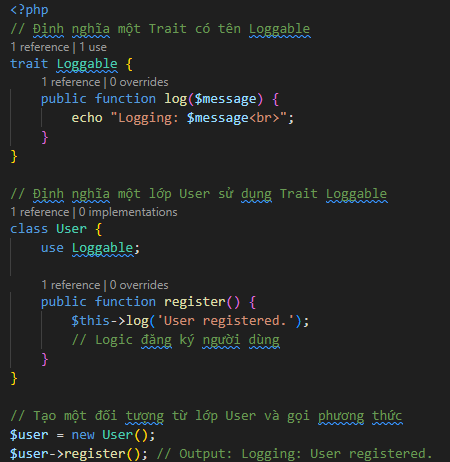 <?php
// Định nghĩa một Trait có tên Loggable
1 reference | 1 use
trait Loggable {
1 reference | 0 overrides
public function log($message) {
echo "Logging: $message<br>";
}
}
// Định nghĩa một lớp User sử dụng Trait Loggable
1 reference | 0 implementations
class User {
use Loggable;
1 reference | 0 overrides
public function register() {
$this->log('User registered.');
// Logic đăng ký người dùng
}
}
// Tạo một đối tượng từ lớp User và gọi phương thức
$user = new User();
$user->register(); // Output: Logging: User registered.